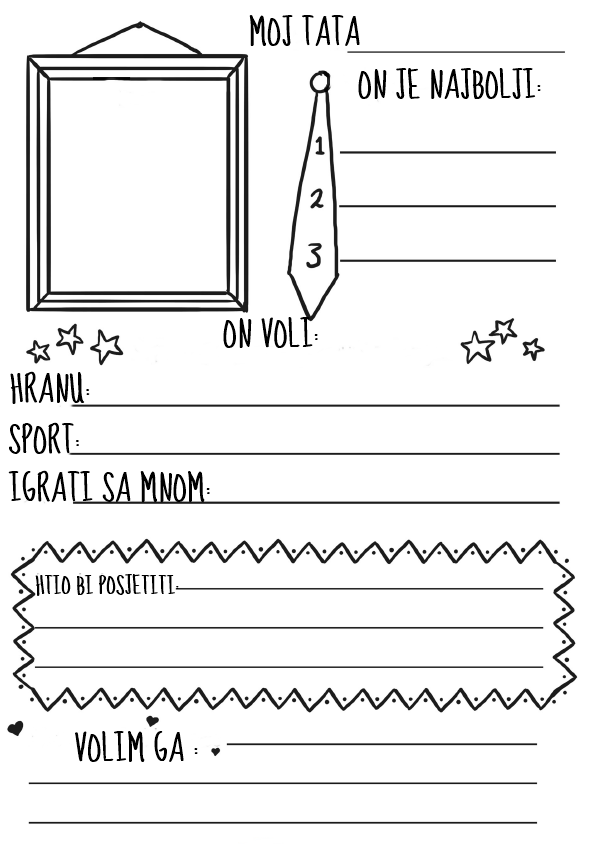 MOJ TATA
ON JE NAJBOLJI:
1
2
3
ON VOLI:
HRANU:
SPORT:
IGRATI SA MNOM:
HTIO BI POSJETITI:
VOLIM GA :